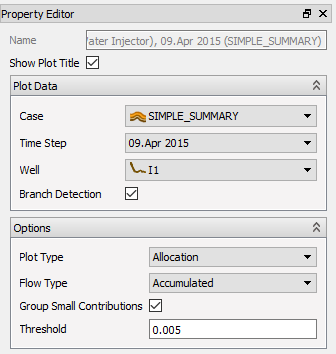 Property Editor
Name ater Injector), 09.Apr 2015 (SIMPLE_SUMMARY)
Show Plot Title
Plot Data
Case SIMPLE_SUMMARY
Time Step 09.Apr 2015
Well I1
Branch Detection
Options
Plot Type Allocation
Flow Type Accumulated
Group Small Contributions
Threshold 0.005